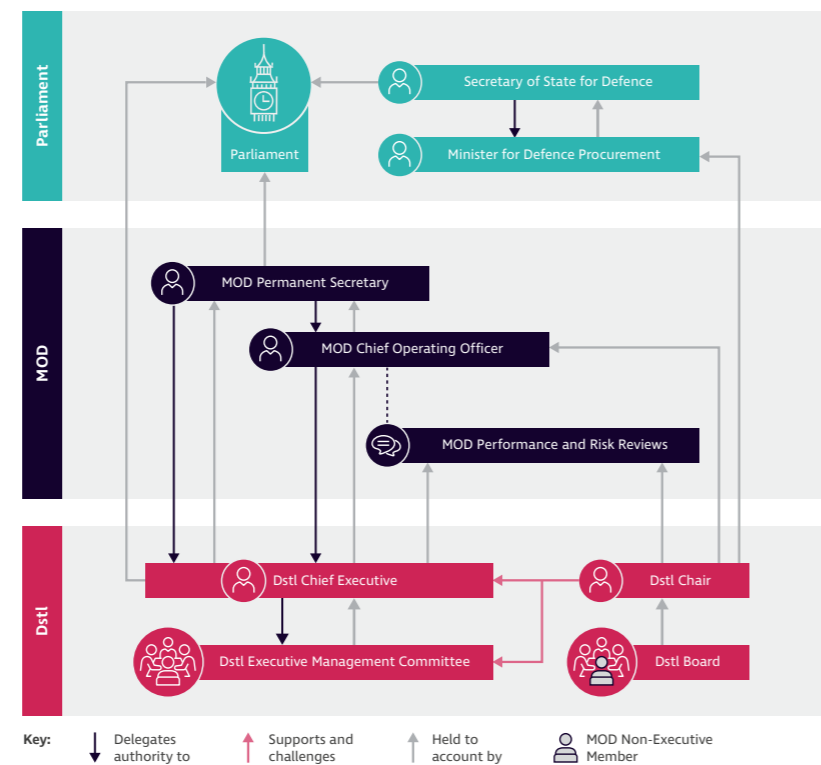 Parliament
Parliament
Secretary of State for Defence
Minister for Defence Procurement
MOD
MOD Permanent Secretary
MOD Chief Operating Officer
MOD Performance and Risk Reviews
Dstl
Dstl Chief Executive
Dstl Chair
Dstl Executive Management Committee
Dstl Board
Key:
Delegates
authority to
Supports and
challenges
Held to
account by
MOD Non-Executive
Member